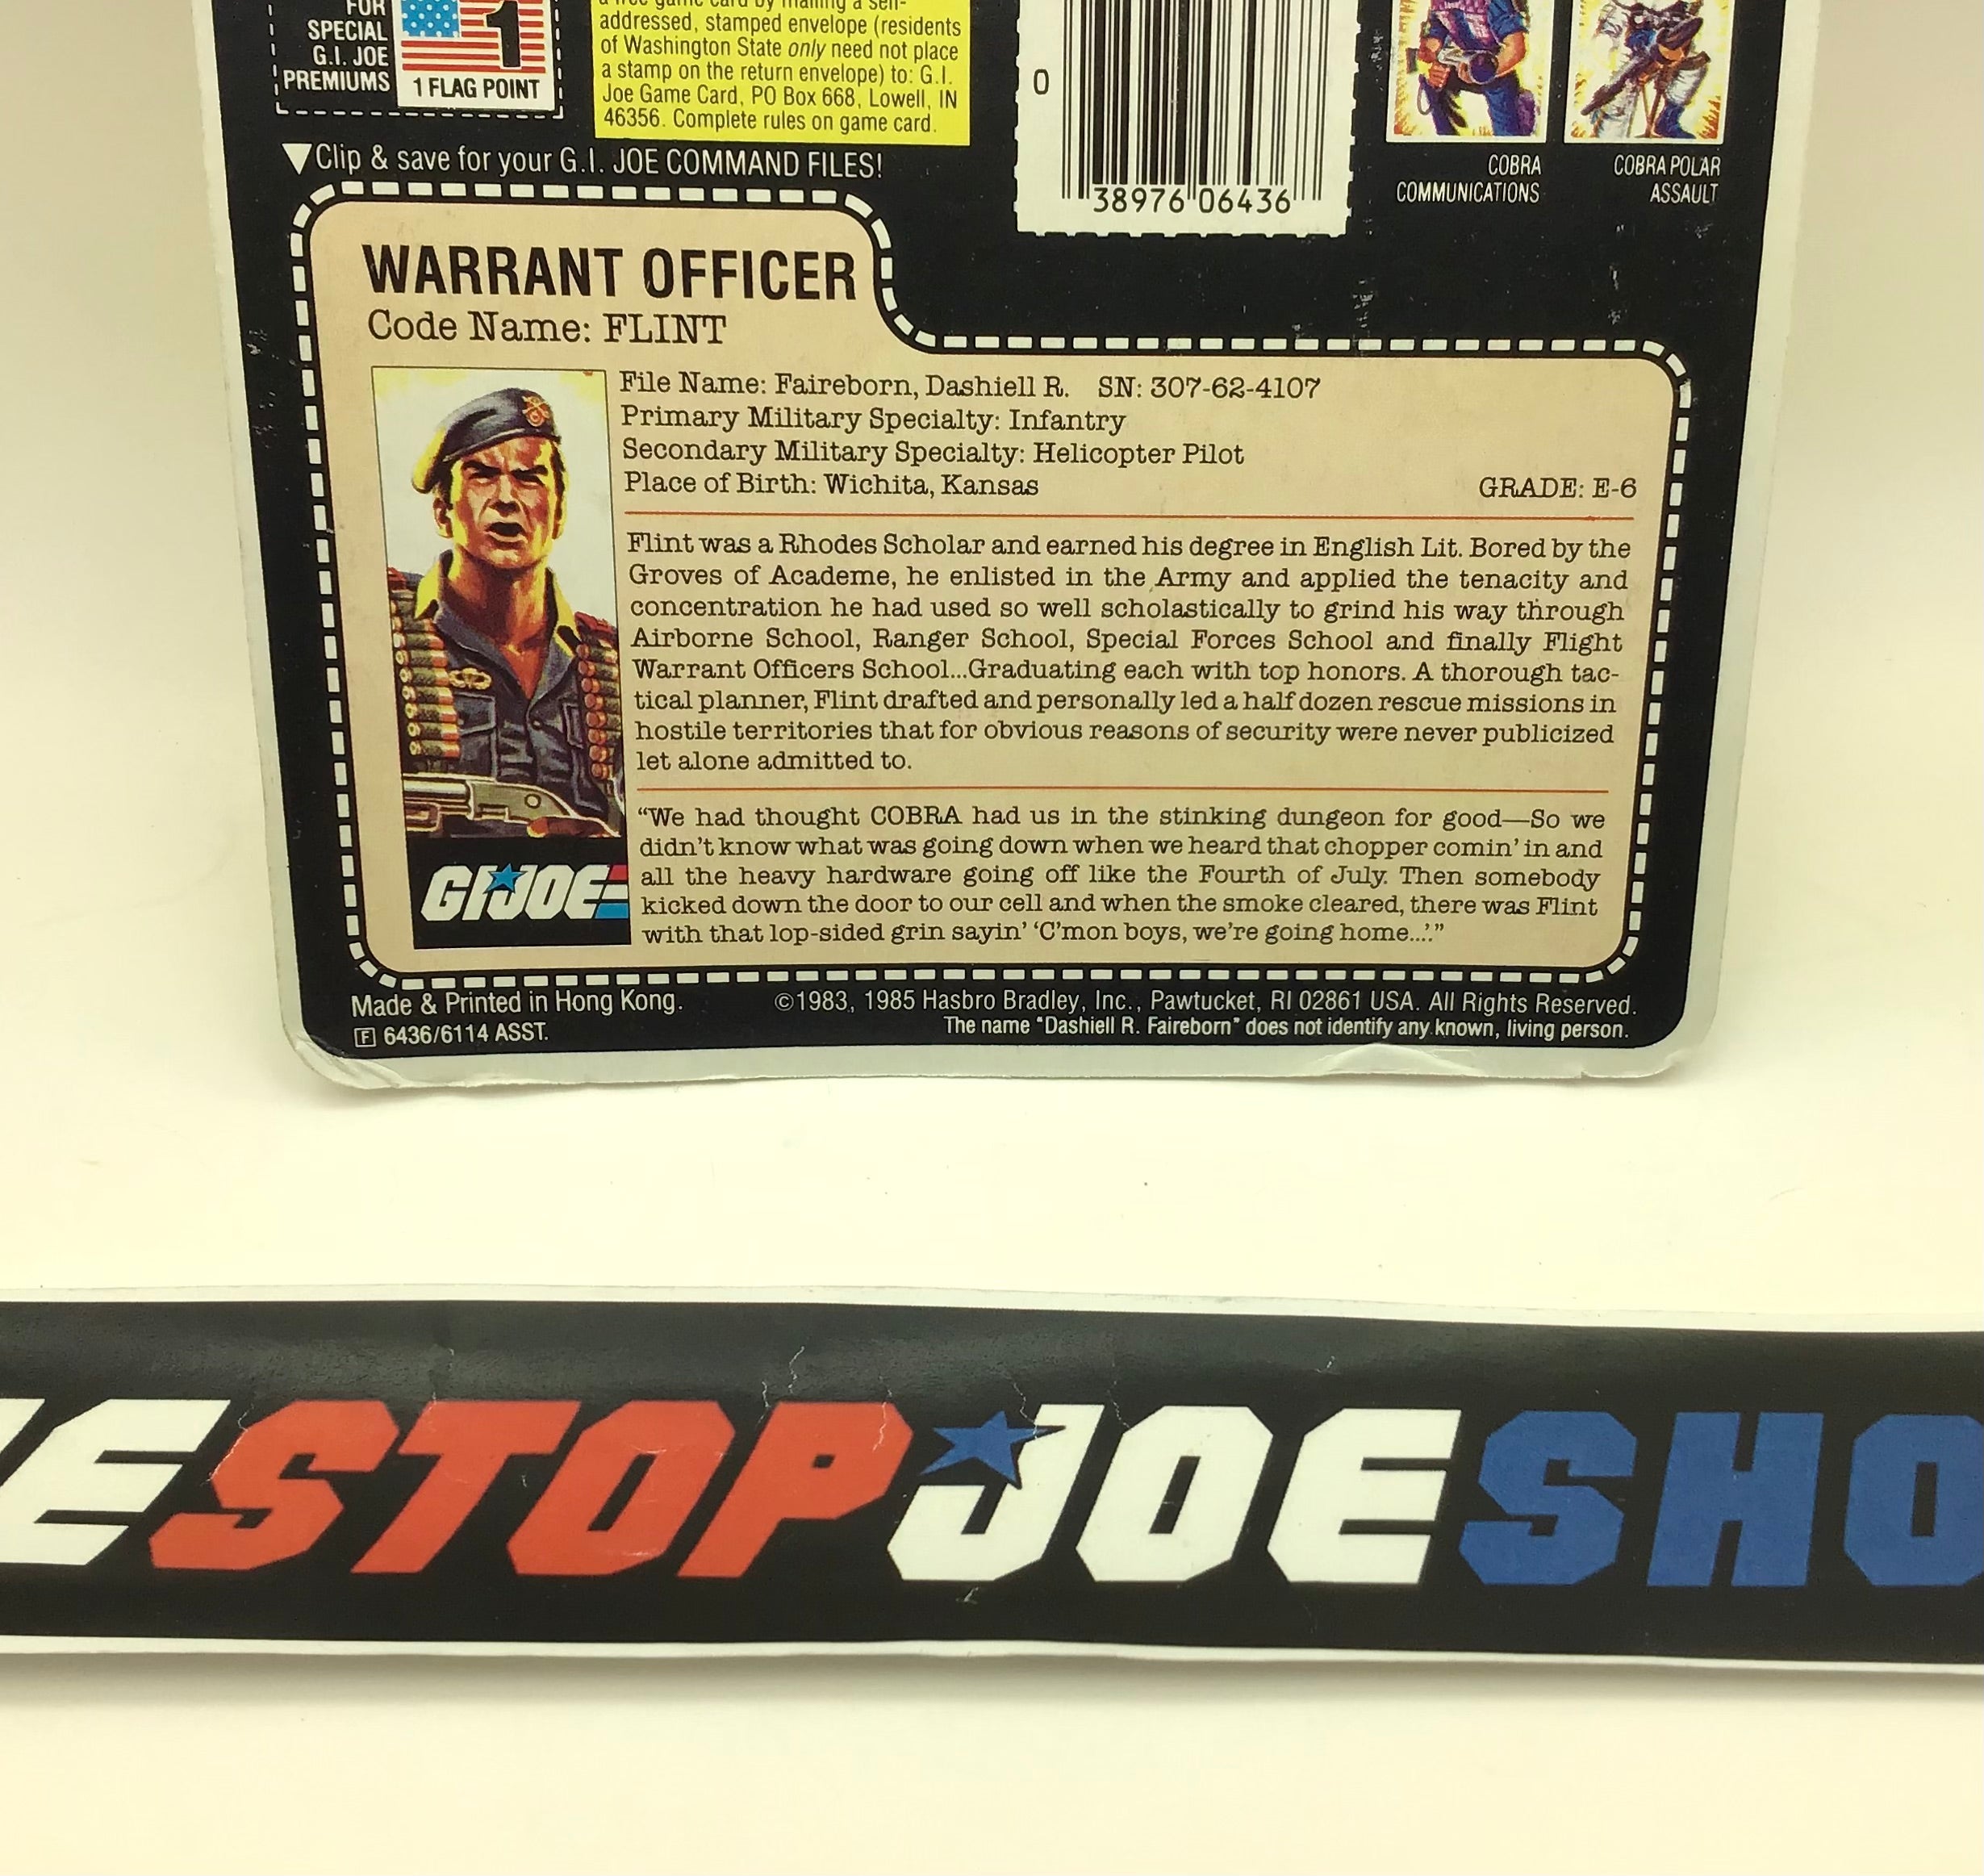 FOR
SPECIAL
G.I. JOE
PREMIUMS
1
1 FLAG POINT
a free game card by mailing a self-
addressed, stamped envelope (residents
of Washington State only need not place
a stamp on the return envelope) to: G.I.
Joe Game Card, PO Box 668, Lowell, IN
46356. Complete rules on game card.
0
38976 06436
COBRA
COMMUNICATIONS
COBRA POLAR
ASSAULT
▼Clip & save for your G.I. JOE COMMAND FILES!
WARRANT OFFICER
Code Name: FLINT
File Name: Faireborn, Dashiell R. SN: 307-62-4107
Primary Military Specialty: Infantry
Secondary Military Specialty: Helicopter Pilot
Place of Birth: Wichita, Kansas GRADE: E-6
Flint was a Rhodes Scholar and earned his degree in English Lit. Bored by the
Groves of Academe, he enlisted in the Army and applied the tenacity and
concentration he had used so well scholastically to grind his way through
Airborne School, Ranger School, Special Forces School and finally Flight
Warrant Officers School...Graduating each with top honors. A thorough tac-
tical planner, Flint drafted and personally led a half dozen rescue missions in
hostile territories that for obvious reasons of security were never publicized
let alone admitted to.
“We had thought COBRA had us in the stinking dungeon for good—So we
didn't know what was going down when we heard that chopper comin' in and
all the heavy hardware going off like the Fourth of July. Then somebody
kicked down the door to our cell and when the smoke cleared, there was Flint
with that lop-sided grin sayin' ‘C'mon boys, we're going home...’.”
GI JOE
Made & Printed in Hong Kong. ©1983, 1985 Hasbro Bradley, Inc., Pawtucket, RI 02861 USA. All Rights Reserved.
F 6436/6114 ASST. The name "Dashiell R. Faireborn" does not identify any known, living person.
ESTOPJOESHO